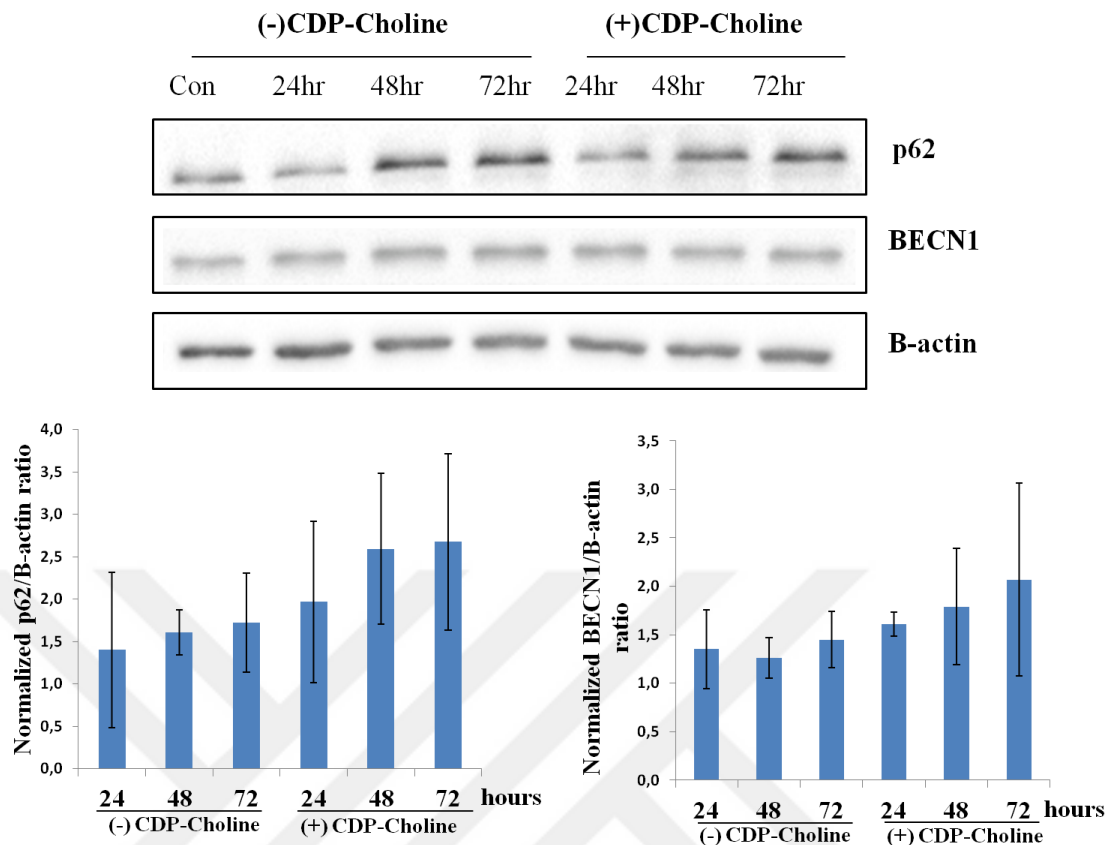 (-)CDP-Choline (+)CDP-Choline
Con 24hr 48hr 72hr 24hr 48hr 72hr
p62
BECN1
B-actin
Normalized p62/B-actin ratio
4,0
3,5
3,0
2,5
2,0
1,5
1,0
0,5
0,0
24 48 72 24 48 72 hours
(-) CDP-Choline (+) CDP-Choline
Normalized BECN1/B-actin
ratio
3,5
3,0
2,5
2,0
1,5
1,0
0,5
0,0
24 48 72 24 48 72 hours
(-) CDP-Choline (+) CDP-Choline